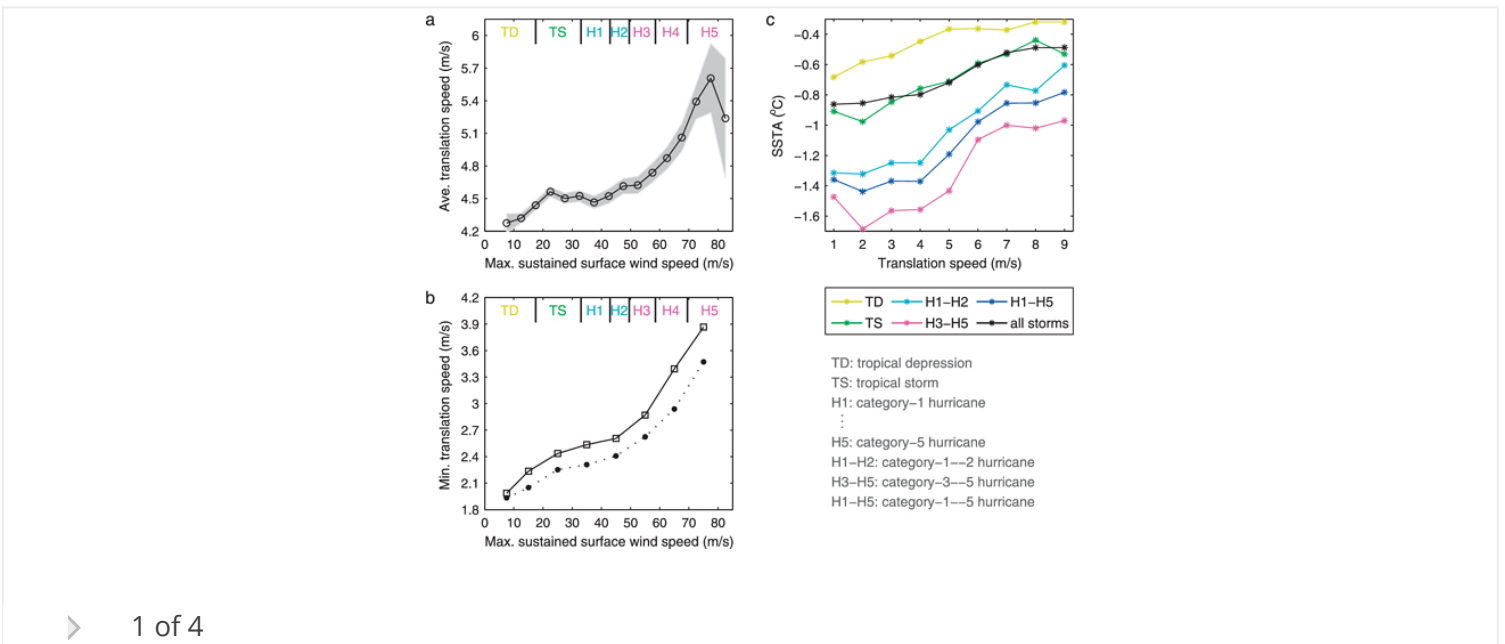 a
TD TS H1 H2 H3 H4 H5
6
5.7
5.4
5.1
4.8
4.5
4.2
Ave. translation speed (m/s)
0 10 20 30 40 50 60 70 80
Max. sustained surface wind speed (m/s)
b
TD TS H1 H2 H3 H4 H5
4.2
3.9
3.6
3.3
3
2.7
2.4
2.1
1.8
Min. translation speed (m/s)
0 10 20 30 40 50 60 70 80
Max. sustained surface wind speed (m/s)
c
−0.4
−0.6
−0.8
−1
−1.2
−1.4
−1.6
SSTA (⁰C)
1 2 3 4 5 6 7 8 9
Translation speed (m/s)
TD H1−H2 H1−H5
TS H3−H5 all storms
TD: tropical depression
TS: tropical storm
H1: category−1 hurricane
⋮
H5: category−5 hurricane
H1−H2: category−1−−2 hurricane
H3−H5: category−3−−5 hurricane
H1−H5: category−1−−5 hurricane
1 of 4